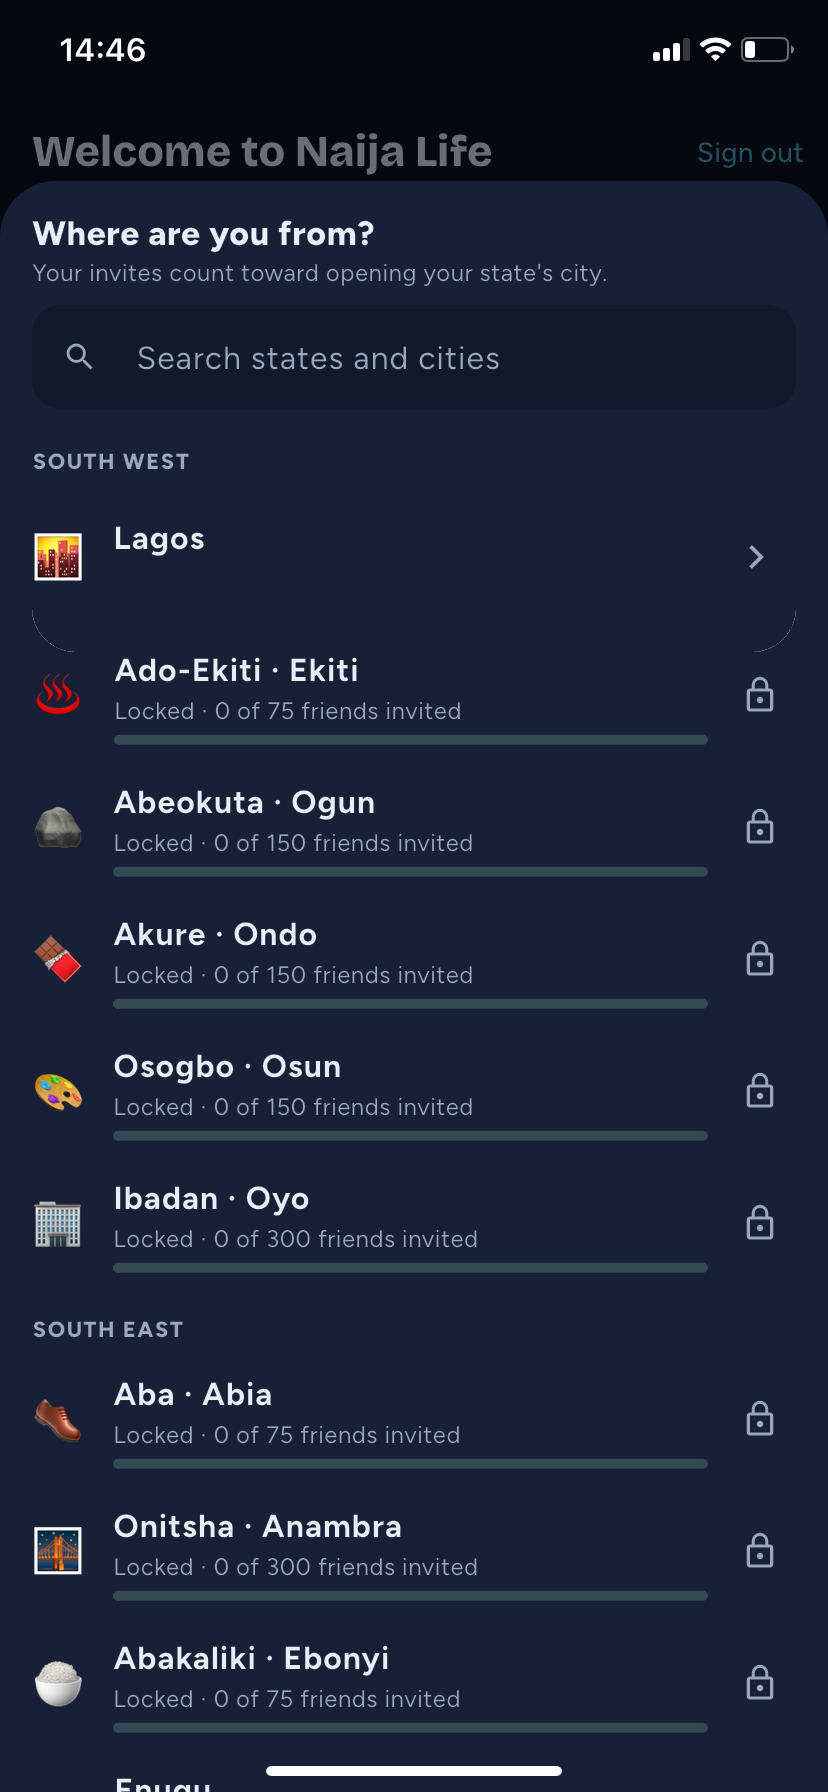 14:46
Welcome to Naija Life
Sign out
Where are you from?
Your invites count toward opening your state's city.
Search states and cities
SOUTH WEST
Lagos
Ado-Ekiti · Ekiti
Locked · 0 of 75 friends invited
Abeokuta · Ogun
Locked · 0 of 150 friends invited
Akure · Ondo
Locked · 0 of 150 friends invited
Osogbo · Osun
Locked · 0 of 150 friends invited
Ibadan · Oyo
Locked · 0 of 300 friends invited
SOUTH EAST
Aba · Abia
Locked · 0 of 75 friends invited
Onitsha · Anambra
Locked · 0 of 300 friends invited
Abakaliki · Ebonyi
Locked · 0 of 75 friends invited
Enugu